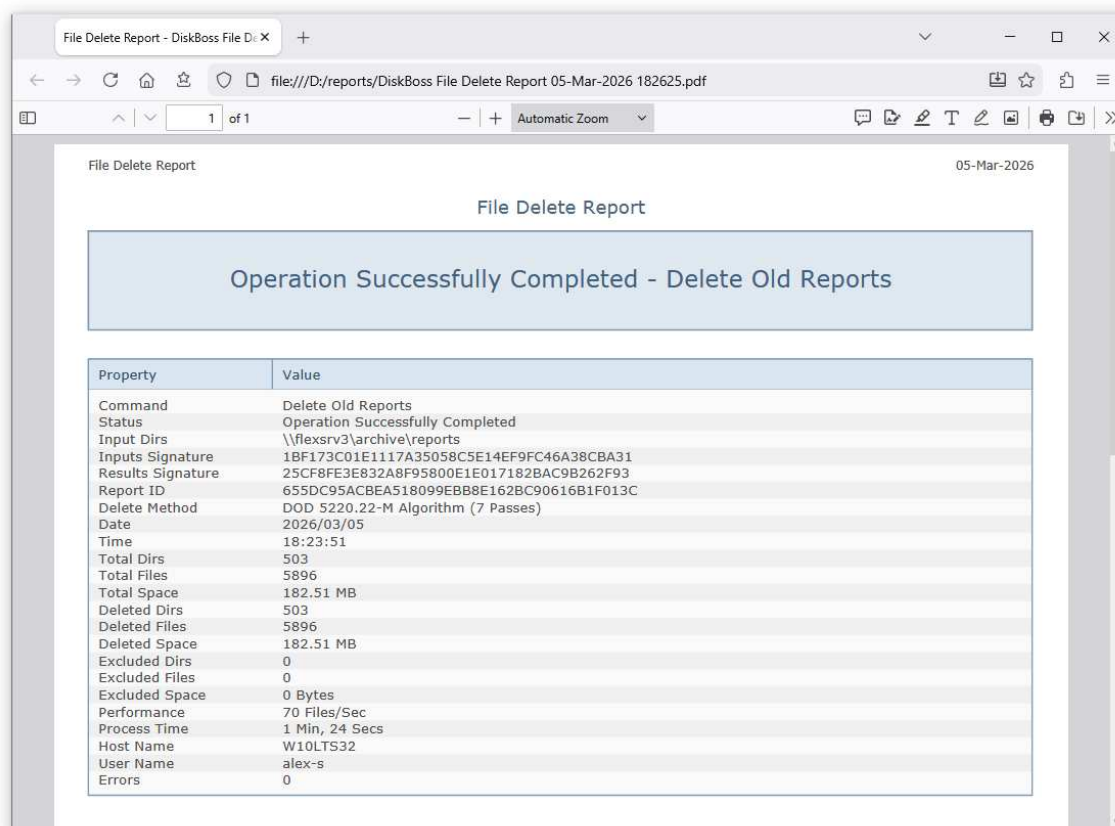 File Delete Report - DiskBoss File De
file:///D:/reports/DiskBoss File Delete Report 05-Mar-2026 182625.pdf
1 of 1
Automatic Zoom
File Delete Report 05-Mar-2026
File Delete Report
Operation Successfully Completed - Delete Old Reports
Property Value
Command Delete Old Reports
Status Operation Successfully Completed
Input Dirs \\flexsrv3\archive\reports
Inputs Signature 1BF173C01E1117A35058C5E14EF9FC46A38CBA31
Results Signature 25CF8FE3E832A8F95800E1E017182BAC9B262F93
Report ID 655DC95ACBEA518099EBB8E162BC90616B1F013C
Delete Method DOD 5220.22-M Algorithm (7 Passes)
Date 2026/03/05
Time 18:23:51
Total Dirs 503
Total Files 5896
Total Space 182.51 MB
Deleted Dirs 503
Deleted Files 5896
Deleted Space 182.51 MB
Excluded Dirs 0
Excluded Files 0
Excluded Space 0 Bytes
Performance 70 Files/Sec
Process Time 1 Min, 24 Secs
Host Name W10LTS32
User Name alex-s
Errors 0